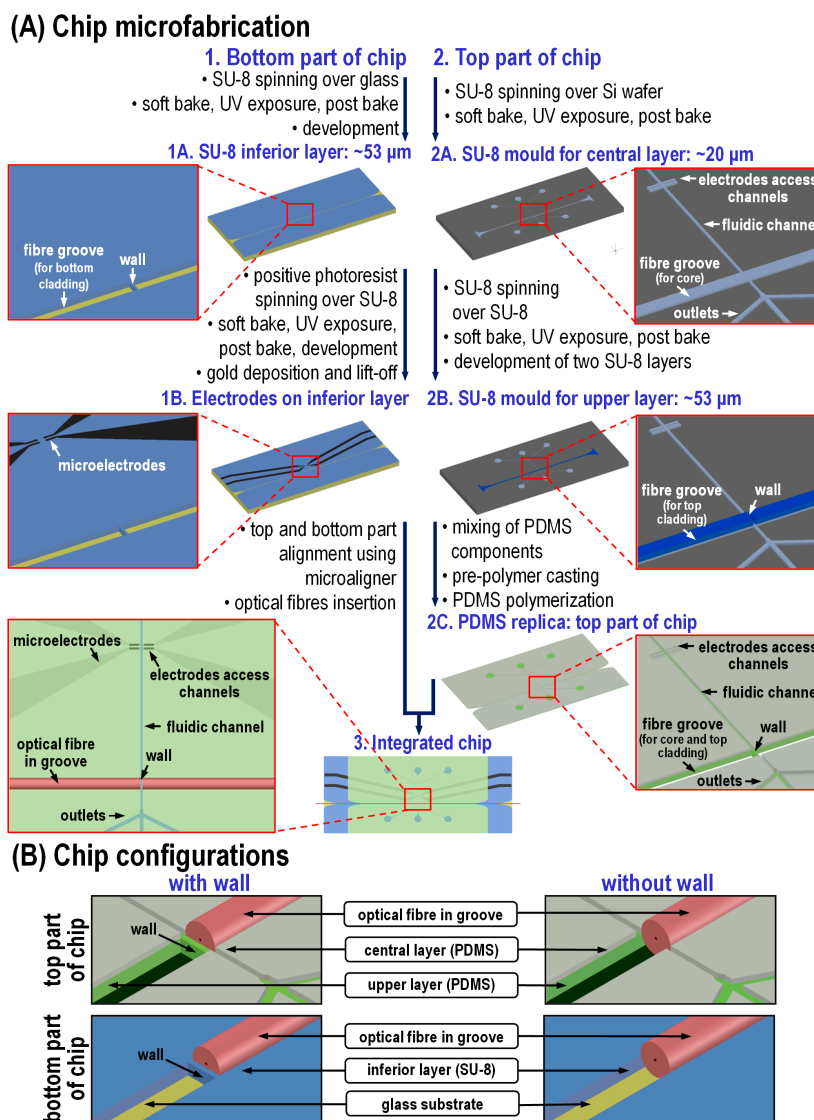 (A) Chip microfabrication
1. Bottom part of chip
• SU-8 spinning over glass
• soft bake, UV exposure, post bake
• development
1A. SU-8 inferior layer: ~53 µm
fibre groove
(for bottom
cladding)
wall
• positive photoresist
spinning over SU-8
• soft bake, UV exposure,
post bake, development
• gold deposition and lift-off
1B. Electrodes on inferior layer
microelectrodes
• top and bottom part
alignment using
microaligner
• optical fibres insertion
2. Top part of chip
• SU-8 spinning over Si wafer
• soft bake, UV exposure, post bake
2A. SU-8 mould for central layer: ~20 µm
electrodes access
channels
fluidic channe
fibre groove
(for core)
outlets
• SU-8 spinning
over SU-8
• soft bake, UV exposure, post bake
• development of two SU-8 layers
2B. SU-8 mould for upper layer: ~53 µm
fibre groove
(for top
cladding)
wall
• mixing of PDMS
components
• pre-polymer casting
• PDMS polymerization
2C. PDMS replica: top part of chip
electrodes access
channels
fluidic channe
fibre groove
(for core and top
cladding)
wall
outlets
3. Integrated chip
microelectrodes
electrodes access
channels
fluidic channel
optical fibre
in groove
wall
outlets
(B) Chip configurations
with wall
without wall
top part
of chip
wall
optical fibre in groove
central layer (PDMS)
upper layer (PDMS)
bottom part
of chip
wall
optical fibre in groove
inferior layer (SU-8)
glass substrate